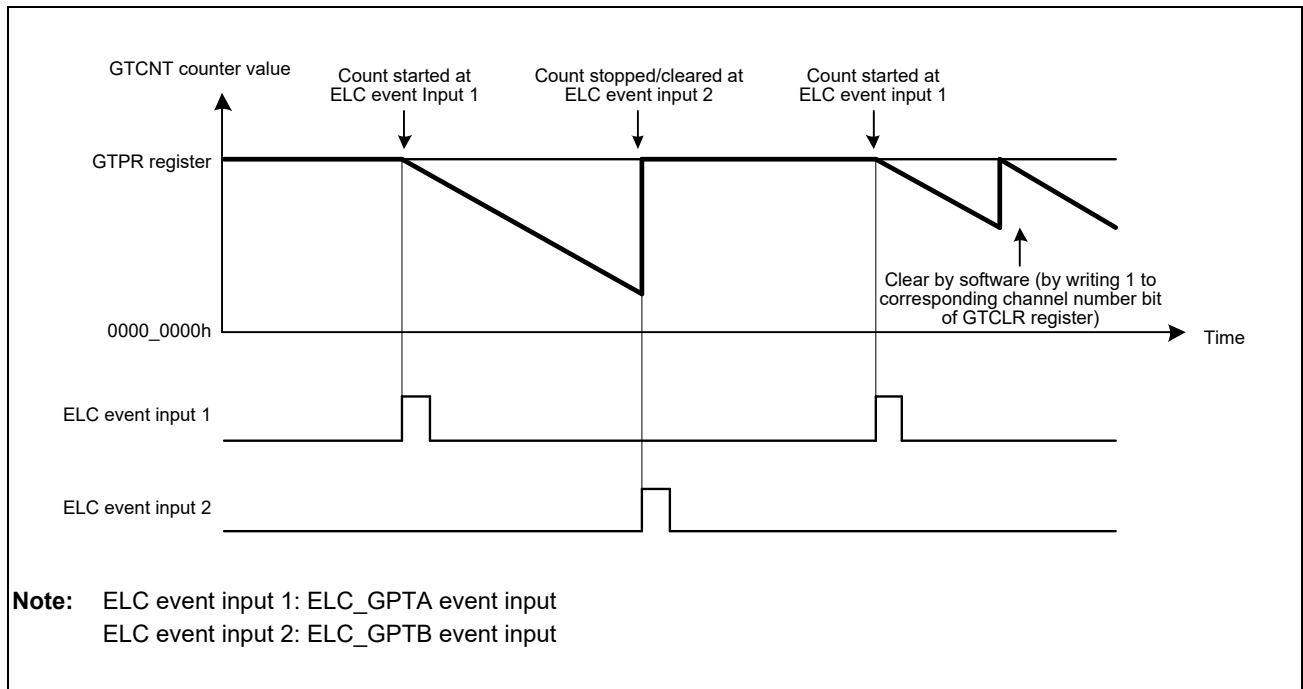 GTCNT counter value
Count started at
ELC event Input 1
Count stopped/cleared at
ELC event input 2
Count started at
ELC event input 1
GTPR register
Clear by software (by writing 1 to
corresponding channel number bit
of GTCLR register)
0000_0000h
Time
ELC event input 1
ELC event input 2
Note: ELC event input 1: ELC_GPTA event input
ELC event input 2: ELC_GPTB event input